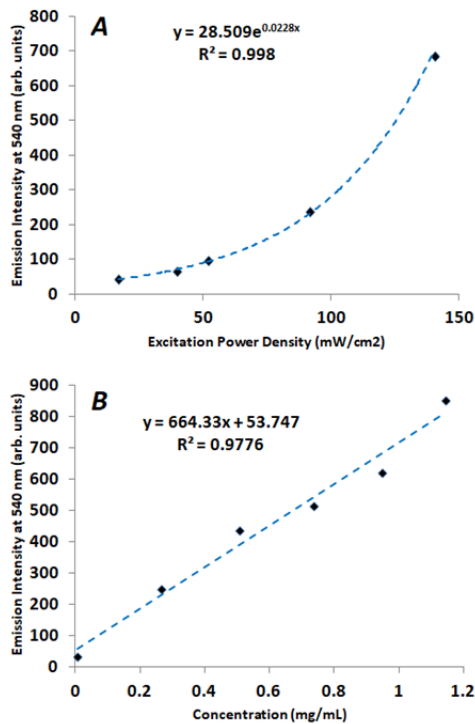 A
y = 28.509e^0.0228x
R² = 0.998
Emission Intensity at 540 nm (arb. units)
800
700
600
500
400
300
200
100
0
0 50 100 150
Excitation Power Density (mW/cm2)
B
y = 664.33x + 53.747
R² = 0.9776
Emission Intensity at 540 nm (arb. units)
900
800
700
600
500
400
300
200
100
0
0 0.2 0.4 0.6 0.8 1 1.2
Concentration (mg/mL)